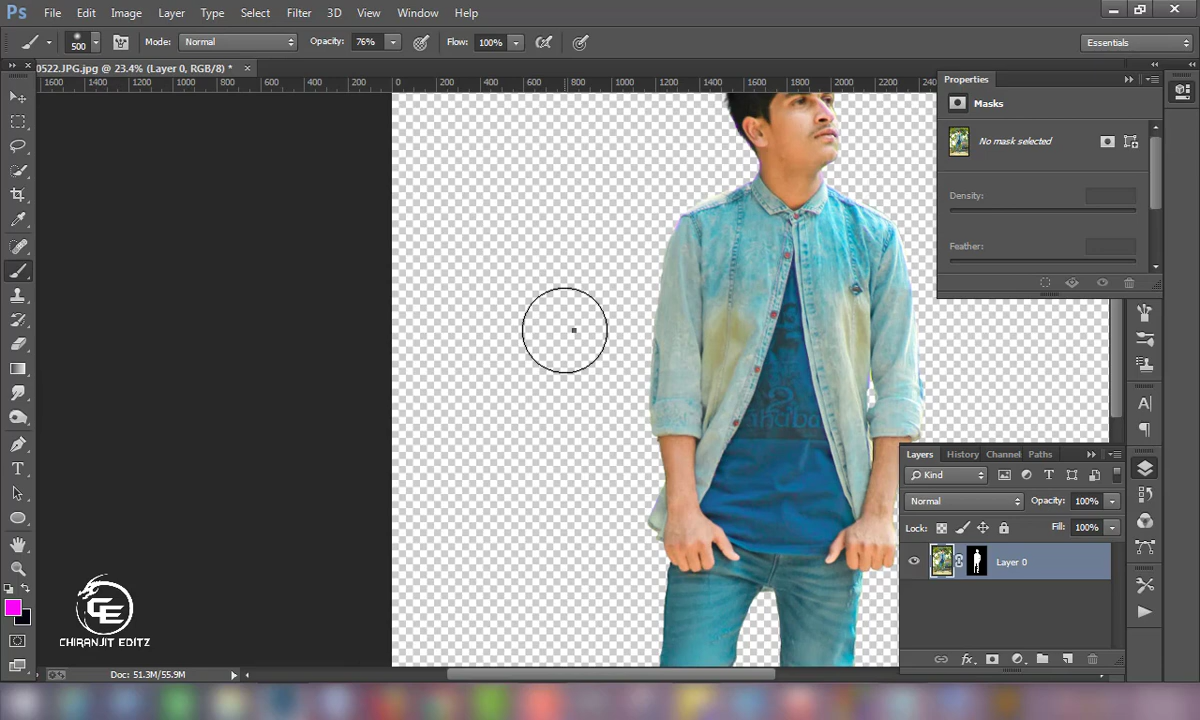 Ps File Edit Image Layer Type Select Filter 3D View Window Help
500 Mode: Normal Opacity: 76% Flow: 100% Essentials
0522.JPG.jpg @ 23.4% (Layer 0, RGB/8) *
1600 1400 1200 1000 800 600 400 200 0 200 400 600 800 1000 1200 1400 1600 1800 2000 2200
Properties
Masks
No mask selected
Density:
Feather:
Layers History Channel Paths
Kind
Normal Opacity: 100%
Lock: Fill: 100%
Layer 0
CE
CHIRANJIT EDITZ
Doc: 51.3M/55.9M